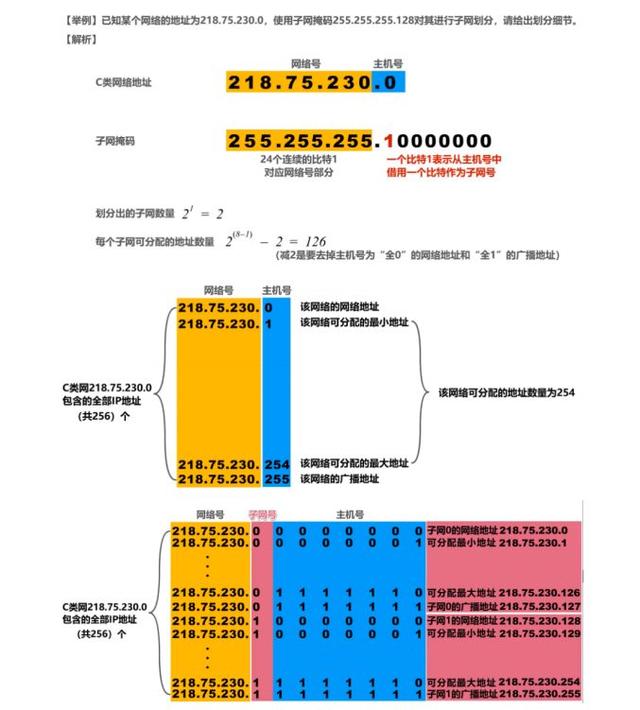 【举例】已知某个网络的地址为218.75.230.0，使用子网掩码255.255.255.128对其进行子网划分，请给出划分细节。
【解析】
网络号 主机号
C类网络地址 218.75.230.0
子网掩码 255.255.255.10000000
24个连续的比特1 一个比特1表示从主机号中
对应网络号部分 借用一个比特作为子网号
划分出的子网数量 2^1 = 2
每个子网可分配的地址数量 2^(8-1) - 2 = 126
（减2是要去掉主机号为“全0”的网络地址和“全1”的广播地址）
网络号 主机号
218.75.230.0 该网络的网络地址
218.75.230.1 该网络可分配的最小地址
C类网218.75.230.0
包含的全部IP地址
（共256）个
该网络可分配的地址数量为254
218.75.230.254 该网络可分配的最大地址
218.75.230.255 该网络的广播地址
网络号 子网号 主机号
218.75.230. 0 0 0 0 0 0 0 0 子网0的网络地址218.75.230.0
218.75.230. 0 0 0 0 0 0 0 1 可分配最小地址 218.75.230.1
218.75.230. 0 1 1 1 1 1 1 0 可分配最大地址 218.75.230.126
218.75.230. 0 1 1 1 1 1 1 1 子网0的广播地址218.75.230.127
C类网218.75.230.0
包含的全部IP地址
（共256）个
218.75.230. 1 0 0 0 0 0 0 0 子网1的网络地址218.75.230.128
218.75.230. 1 0 0 0 0 0 0 1 可分配最小地址 218.75.230.129
218.75.230. 1 1 1 1 1 1 1 0 可分配最大地址 218.75.230.254
218.75.230. 1 1 1 1 1 1 1 1 子网1的广播地址218.75.230.255